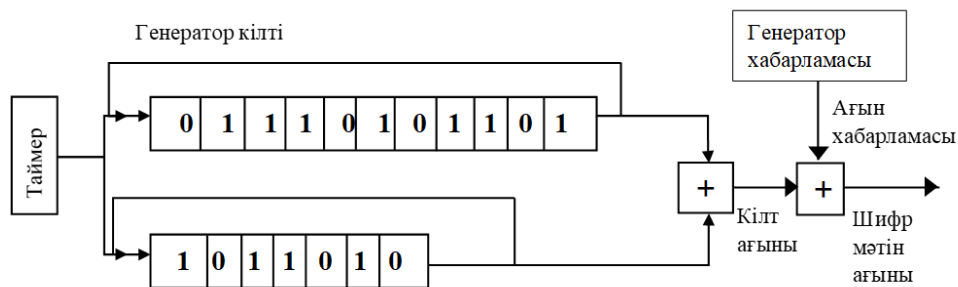 Генератор кілті
Генератор
хабарламасы
Таймер
0 1 1 1 0 1 0 1 1 0 1
Ағын
хабарламасы
+
+
Кілт
ағыны
Шифр
мәтін
ағыны
1 0 1 1 0 1 0